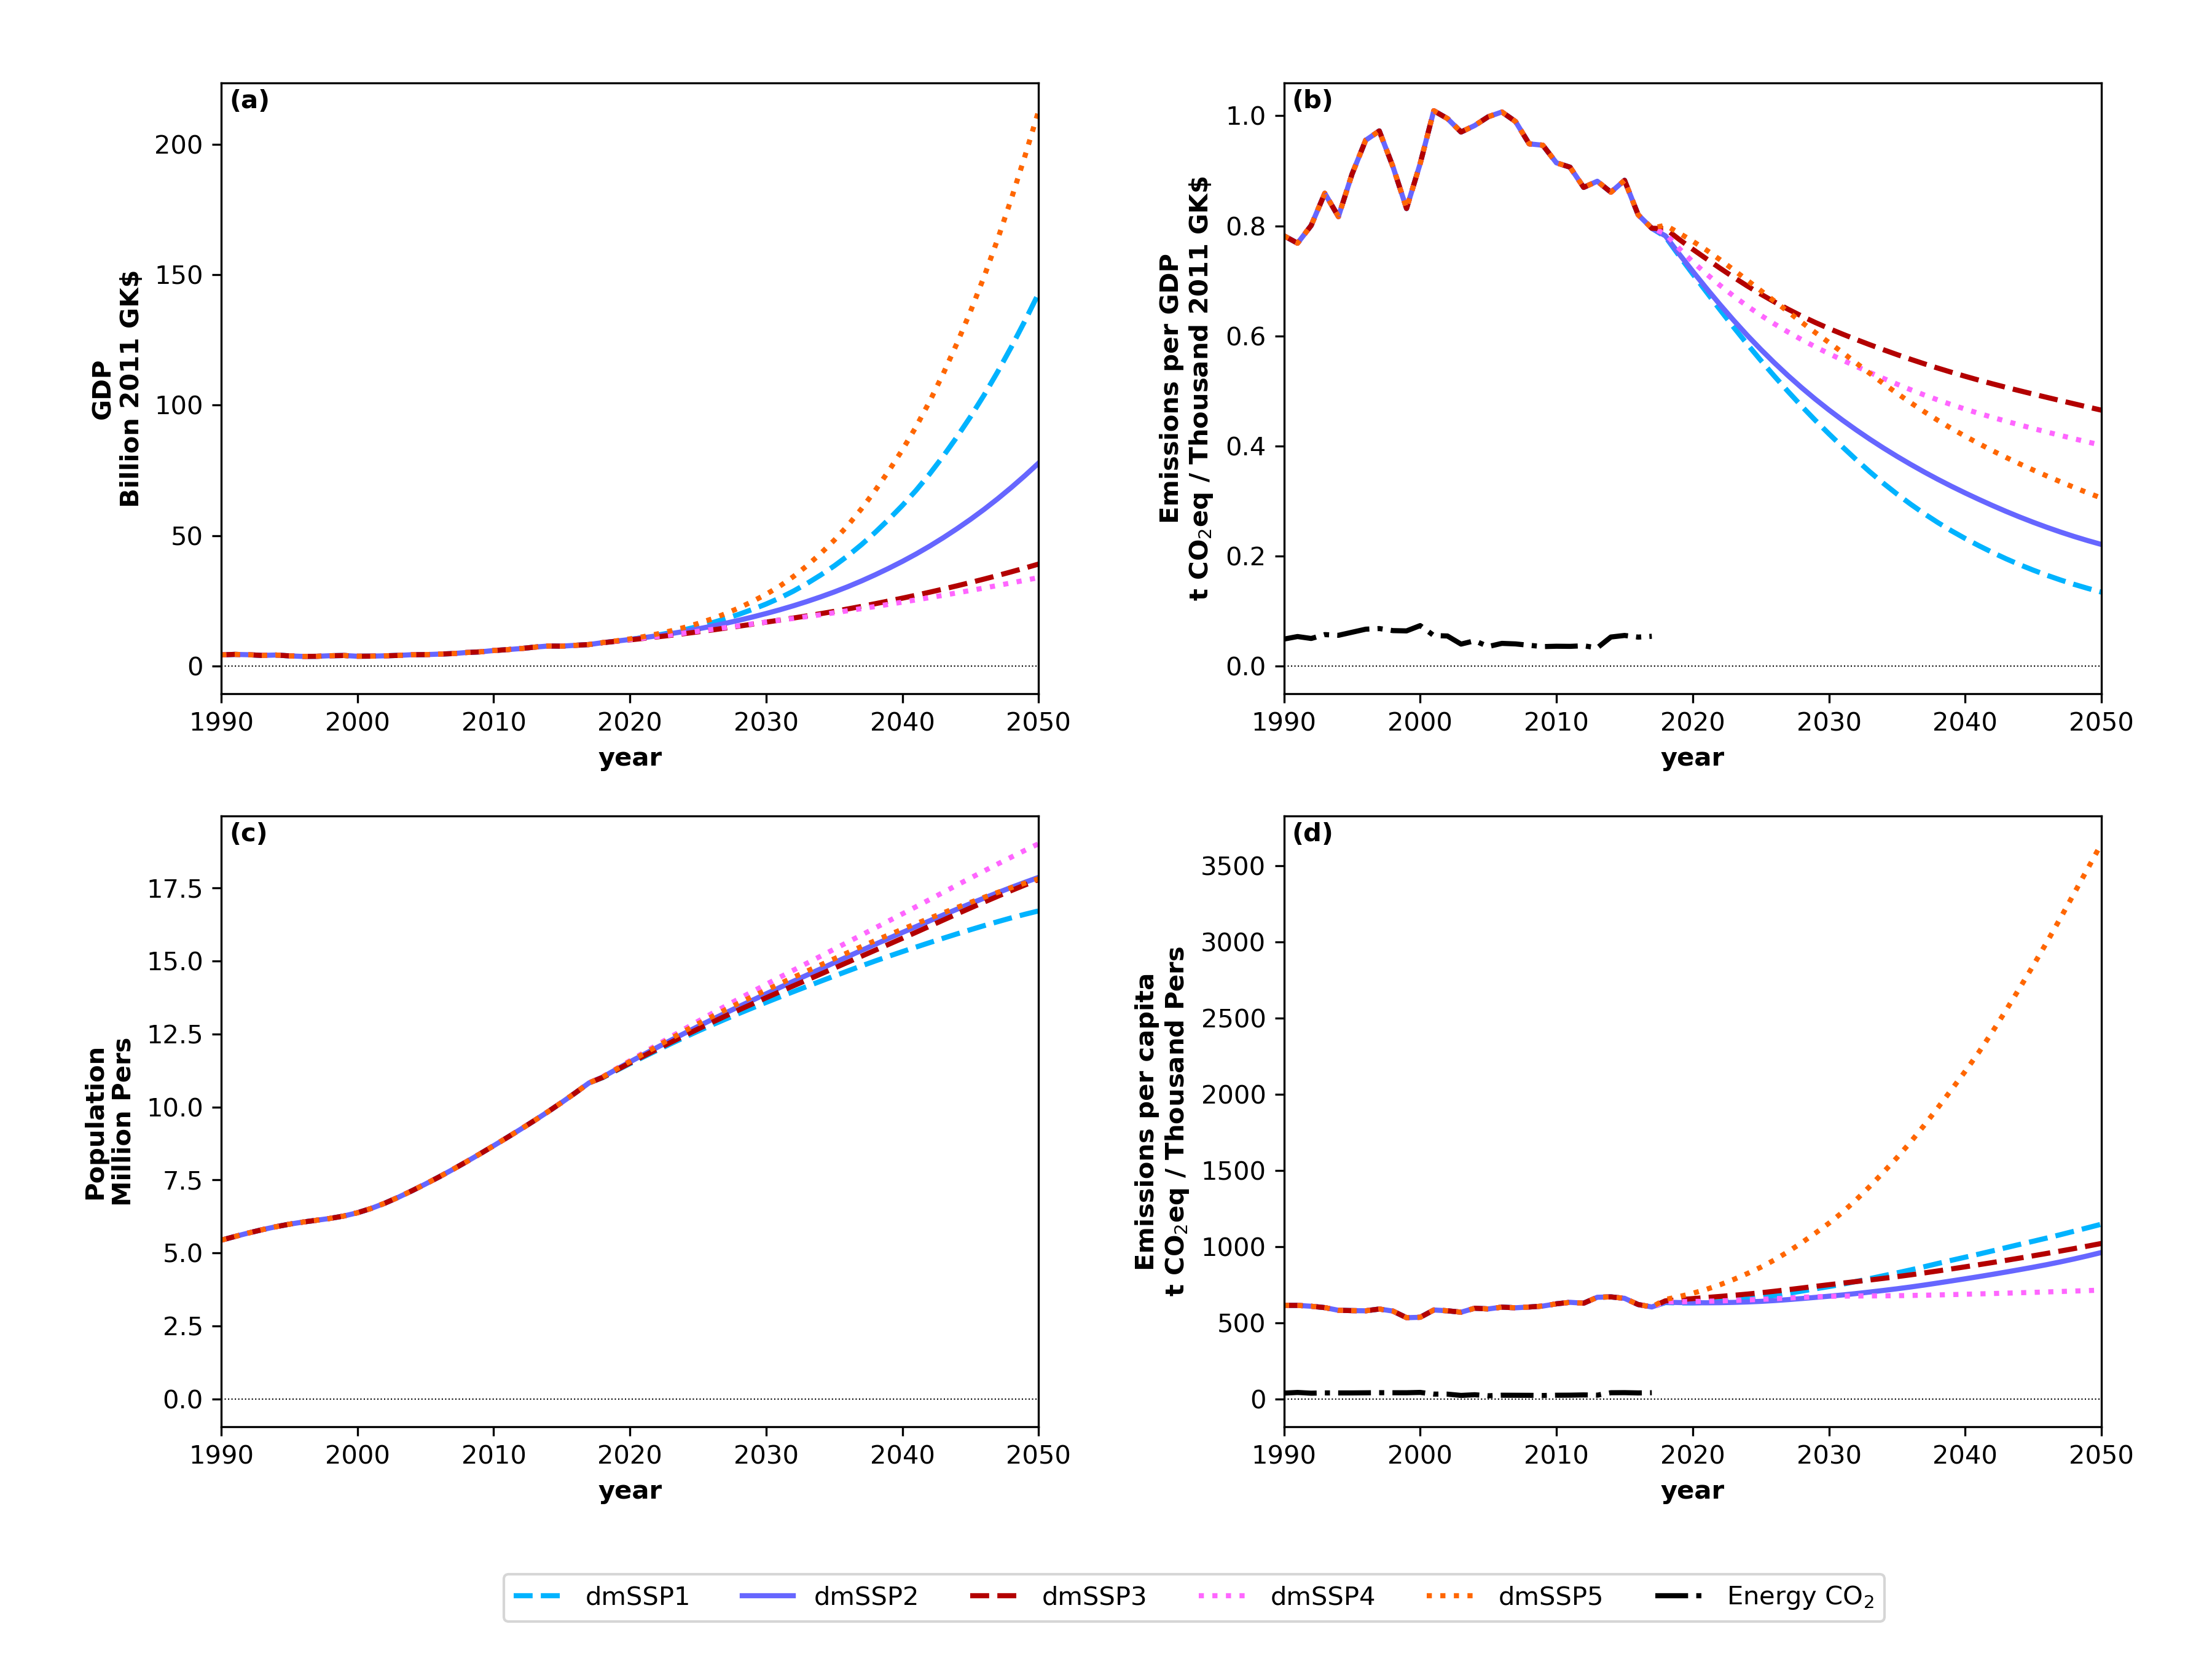 (a)
GDP
Billion 2011 GK$
200
150
100
50
0
1990 2000 2010 2020 2030 2040 2050
year
(b)
Emissions per GDP
t CO₂eq / Thousand 2011 GK$
1.0
0.8
0.6
0.4
0.2
0.0
1990 2000 2010 2020 2030 2040 2050
year
(c)
Population
Million Pers
17.5
15.0
12.5
10.0
7.5
5.0
2.5
0.0
1990 2000 2010 2020 2030 2040 2050
year
(d)
Emissions per capita
t CO₂eq / Thousand Pers
3500
3000
2500
2000
1500
1000
500
0
1990 2000 2010 2020 2030 2040 2050
year
dmSSP1 dmSSP2 dmSSP3 dmSSP4 dmSSP5 Energy CO₂